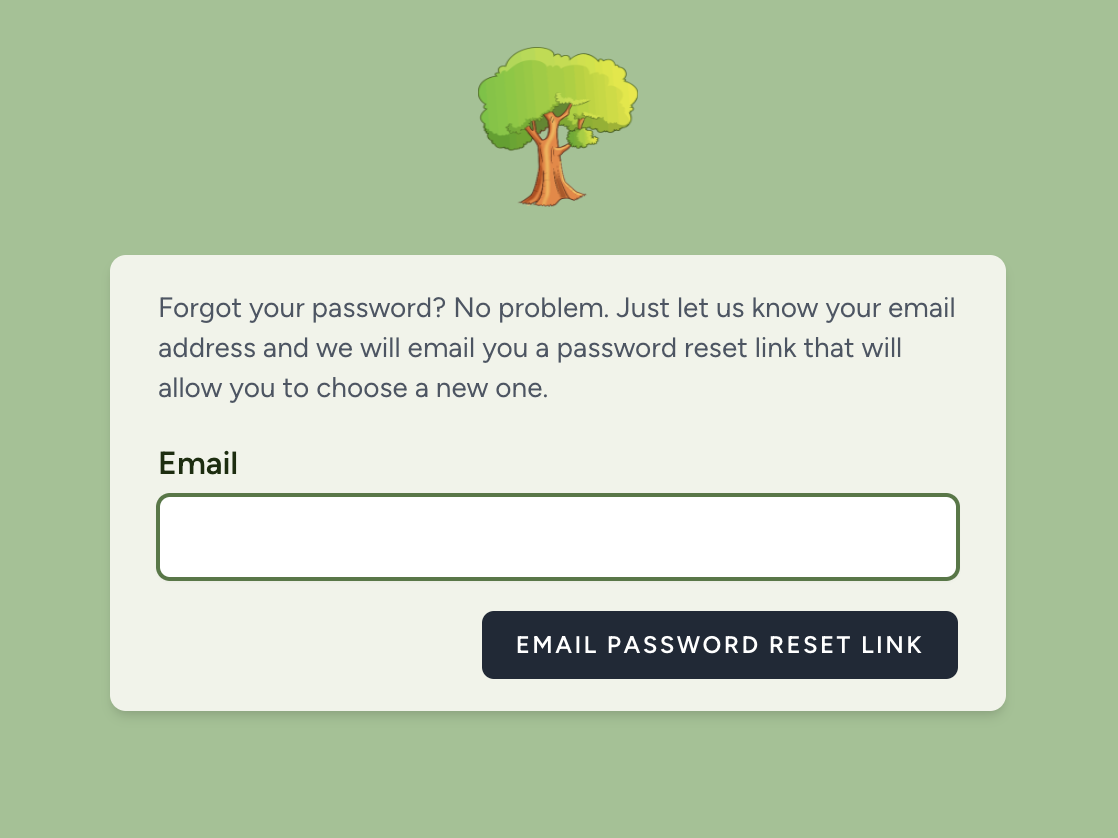 Forgot your password? No problem. Just let us know your email
address and we will email you a password reset link that will
allow you to choose a new one.
Email
EMAIL PASSWORD RESET LINK